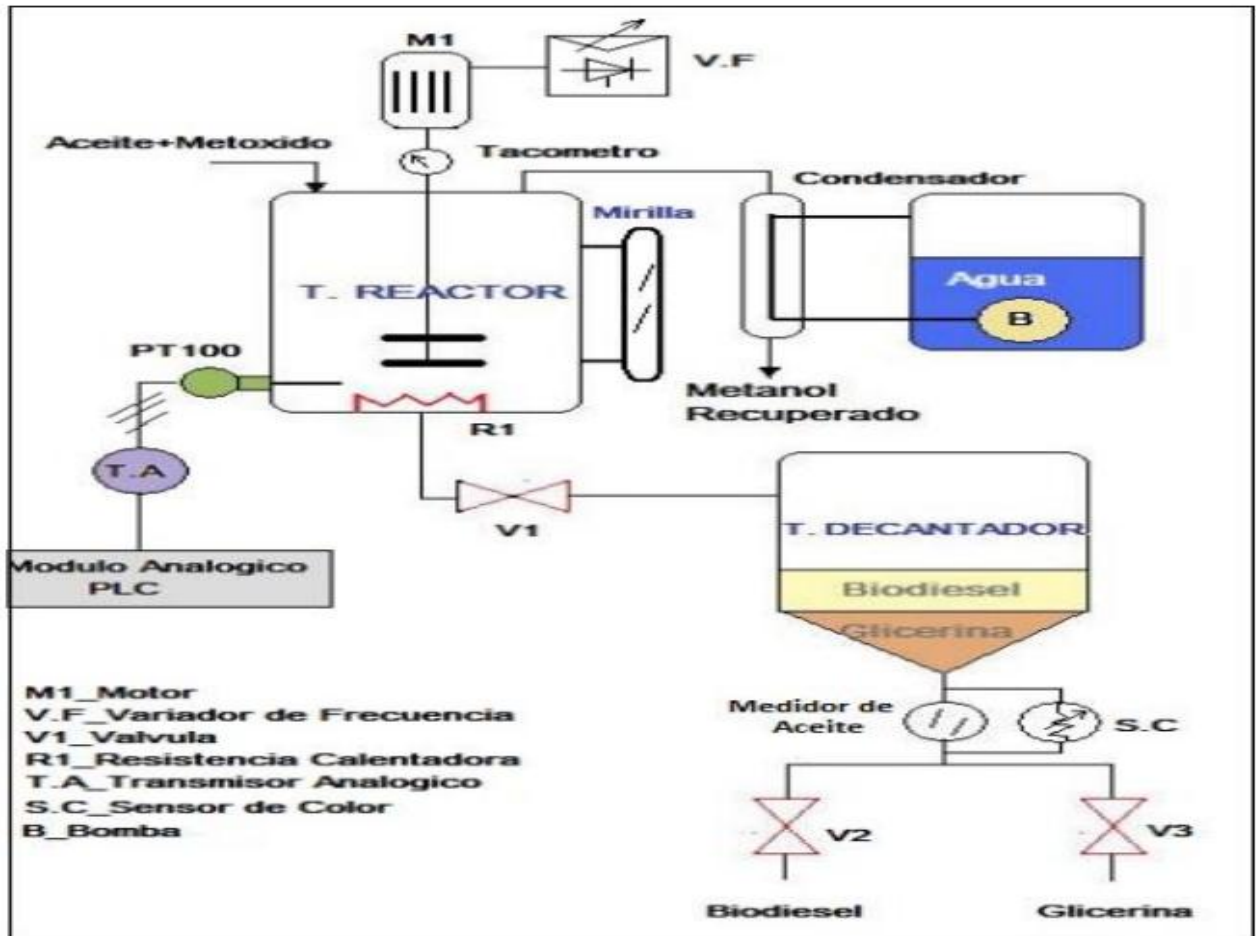 M1
V.F
Aceite+Metoxido
Tacometro
Condensador
Mirilla
T. REACTOR
Agua
B
PT100
Metanol
Recuperado
R1
T.A
V1
T. DECANTADOR
Modulo Analogico
PLC
Biodiesel
Glicerina
M1_Motor
V.F_Variador de Frecuencia
V1_Valvula
R1_Resistencia Calentadora
T.A_Transmisor Analogico
S.C_Sensor de Color
B_Bomba
Medidor de
Aceite
S.C
V2
V3
Biodiesel
Glicerina